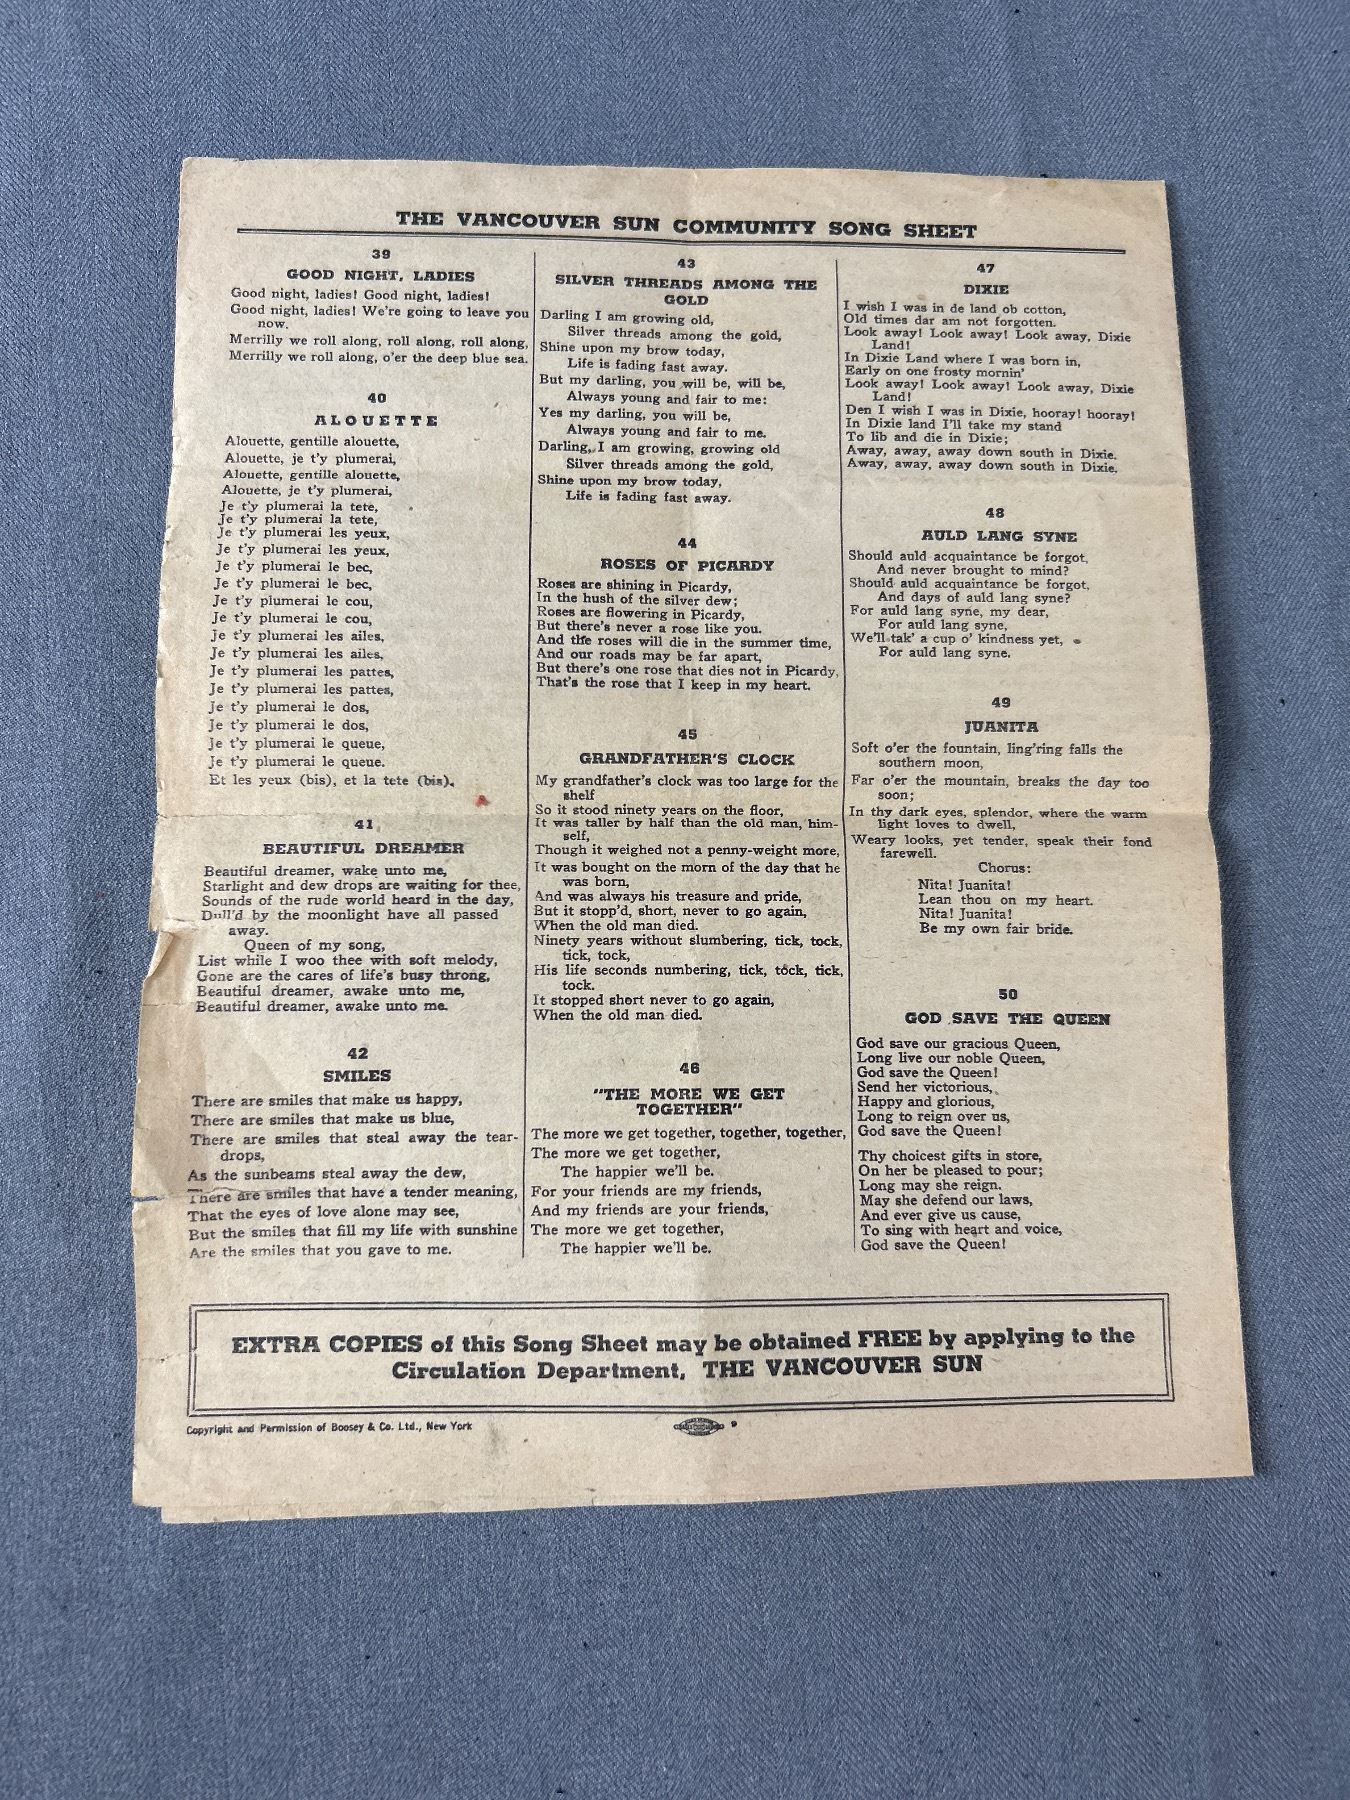 THE VANCOUVER SUN COMMUNITY SONG SHEET
39
GOOD NIGHT, LADIES
Good night, ladies! Good night, ladies!
Good night, ladies! We're going to leave you
now.
Merrilly we roll along, roll along, roll along,
Merrilly we roll along, o'er the deep blue sea.
40
ALOUETTE
Alouette, gentille alouette,
Alouette, je t'y plumerai,
Alouette, gentille alouette,
Alouette, je t'y plumerai,
Je t'y plumerai la tete,
Je t'y plumerai la tete,
Je t'y plumerai les yeux,
Je t'y plumerai les yeux,
Je t'y plumerai le bec,
Je t'y plumerai le bec,
Je t'y plumerai le cou,
Je t'y plumerai le cou,
Je t'y plumerai les ailes,
Je t'y plumerai les ailes,
Je t'y plumerai les pattes,
Je t'y plumerai les pattes,
Je t'y plumerai le dos,
Je t'y plumerai le dos,
Je t'y plumerai le queue,
Je t'y plumerai le queue.
Et les yeux (bis), et la tete (bis).
41
BEAUTIFUL DREAMER
Beautiful dreamer, wake unto me,
Starlight and dew drops are waiting for thee,
Sounds of the rude world heard in the day,
Dull'd by the moonlight have all passed
away.
Queen of my song,
List while I woo thee with soft melody,
Gone are the cares of life's busy throng,
Beautiful dreamer, awake unto me,
Beautiful dreamer, awake unto me.
42
SMILES
There are smiles that make us happy,
There are smiles that make us blue,
There are smiles that steal away the tear-
drops,
As the sunbeams steal away the dew,
There are smiles that have a tender meaning,
That the eyes of love alone may see,
But the smiles that fill my life with sunshine
Are the smiles that you gave to me.
43
SILVER THREADS AMONG THE
GOLD
Darling I am growing old,
Silver threads among the gold,
Shine upon my brow today,
Life is fading fast away.
But my darling, you will be, will be,
Always young and fair to me:
Yes my darling, you will be,
Always young and fair to me.
Darling, I am growing, growing old
Silver threads among the gold,
Shine upon my brow today,
Life is fading fast away.
44
ROSES OF PICARDY
Roses are shining in Picardy,
In the hush of the silver dew;
Roses are flowering in Picardy,
But there's never a rose like you.
And the roses will die in the summer time,
And our roads may be far apart,
But there's one rose that dies not in Picardy,
That's the rose that I keep in my heart.
45
GRANDFATHER'S CLOCK
My grandfather's clock was too large for the
shelf
So it stood ninety years on the floor,
It was taller by half than the old man, him-
self,
Though it weighed not a penny-weight more,
It was bought on the morn of the day that he
was born,
And was always his treasure and pride,
But it stopp'd, short, never to go again,
When the old man died.
Ninety years without slumbering, tick, tock,
tick, tock,
His life seconds numbering, tick, tock, tick,
tock.
It stopped short never to go again,
When the old man died.
46
"THE MORE WE GET
TOGETHER"
The more we get together, together, together,
The more we get together,
The happier we'll be.
For your friends are my friends,
And my friends are your friends,
The more we get together,
The happier we'll be.
47
DIXIE
I wish I was in de land ob cotton,
Old times dar am not forgotten.
Look away! Look away! Look away, Dixie
Land!
In Dixie Land where I was born in,
Early on one frosty mornin'
Look away! Look away! Look away, Dixie
Land!
Den I wish I was in Dixie, hooray! hooray!
In Dixie land I'll take my stand
To lib and die in Dixie;
Away, away, away down south in Dixie.
Away, away, away down south in Dixie.
48
AULD LANG SYNE
Should auld acquaintance be forgot,
And never brought to mind?
Should auld acquaintance be forgot,
And days of auld lang syne?
For auld lang syne, my dear,
For auld lang syne,
We'll tak' a cup o' kindness yet,
For auld lang syne.
49
JUANITA
Soft o'er the fountain, ling'ring falls the
southern moon,
Far o'er the mountain, breaks the day too
soon;
In thy dark eyes, splendor, where the warm
light loves to dwell,
Weary looks, yet tender, speak their fond
farewell.
Chorus:
Nita! Juanita!
Lean thou on my heart.
Nita! Juanita!
Be my own fair bride.
50
GOD SAVE THE QUEEN
God save our gracious Queen,
Long live our noble Queen,
God save the Queen!
Send her victorious,
Happy and glorious,
Long to reign over us,
God save the Queen!
Thy choicest gifts in store,
On her be pleased to pour;
Long may she reign.
May she defend our laws,
And ever give us cause,
To sing with heart and voice,
God save the Queen!
EXTRA COPIES of this Song Sheet may be obtained FREE by applying to the
Circulation Department, THE VANCOUVER SUN
Copyright and Permission of Boosey & Co. Ltd., New York
9